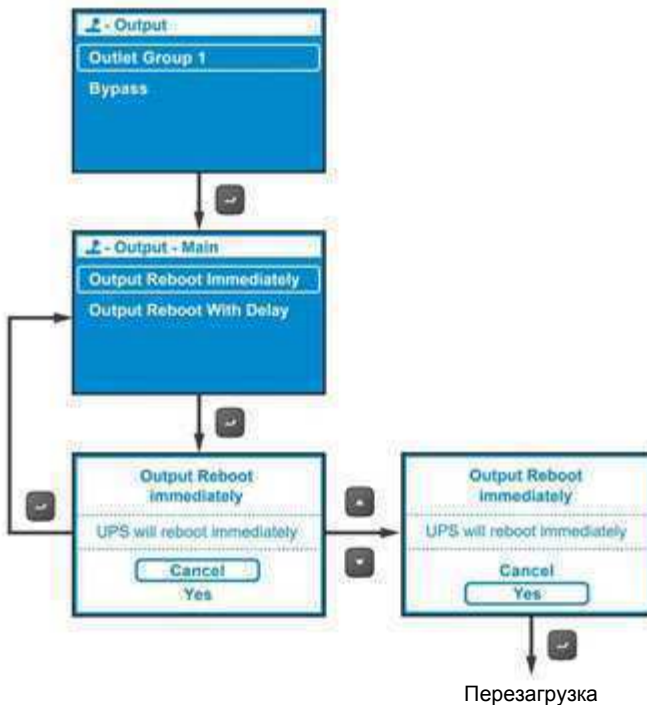 - Output
Outlet Group 1
Bypass
- Output - Main
Output Reboot Immediately
Output Reboot With Delay
Output Reboot
immediately
UPS will reboot immediately
Cancel
Yes
Output Reboot
immediately
UPS will reboot immediately
Cancel
Yes
Перезагрузка